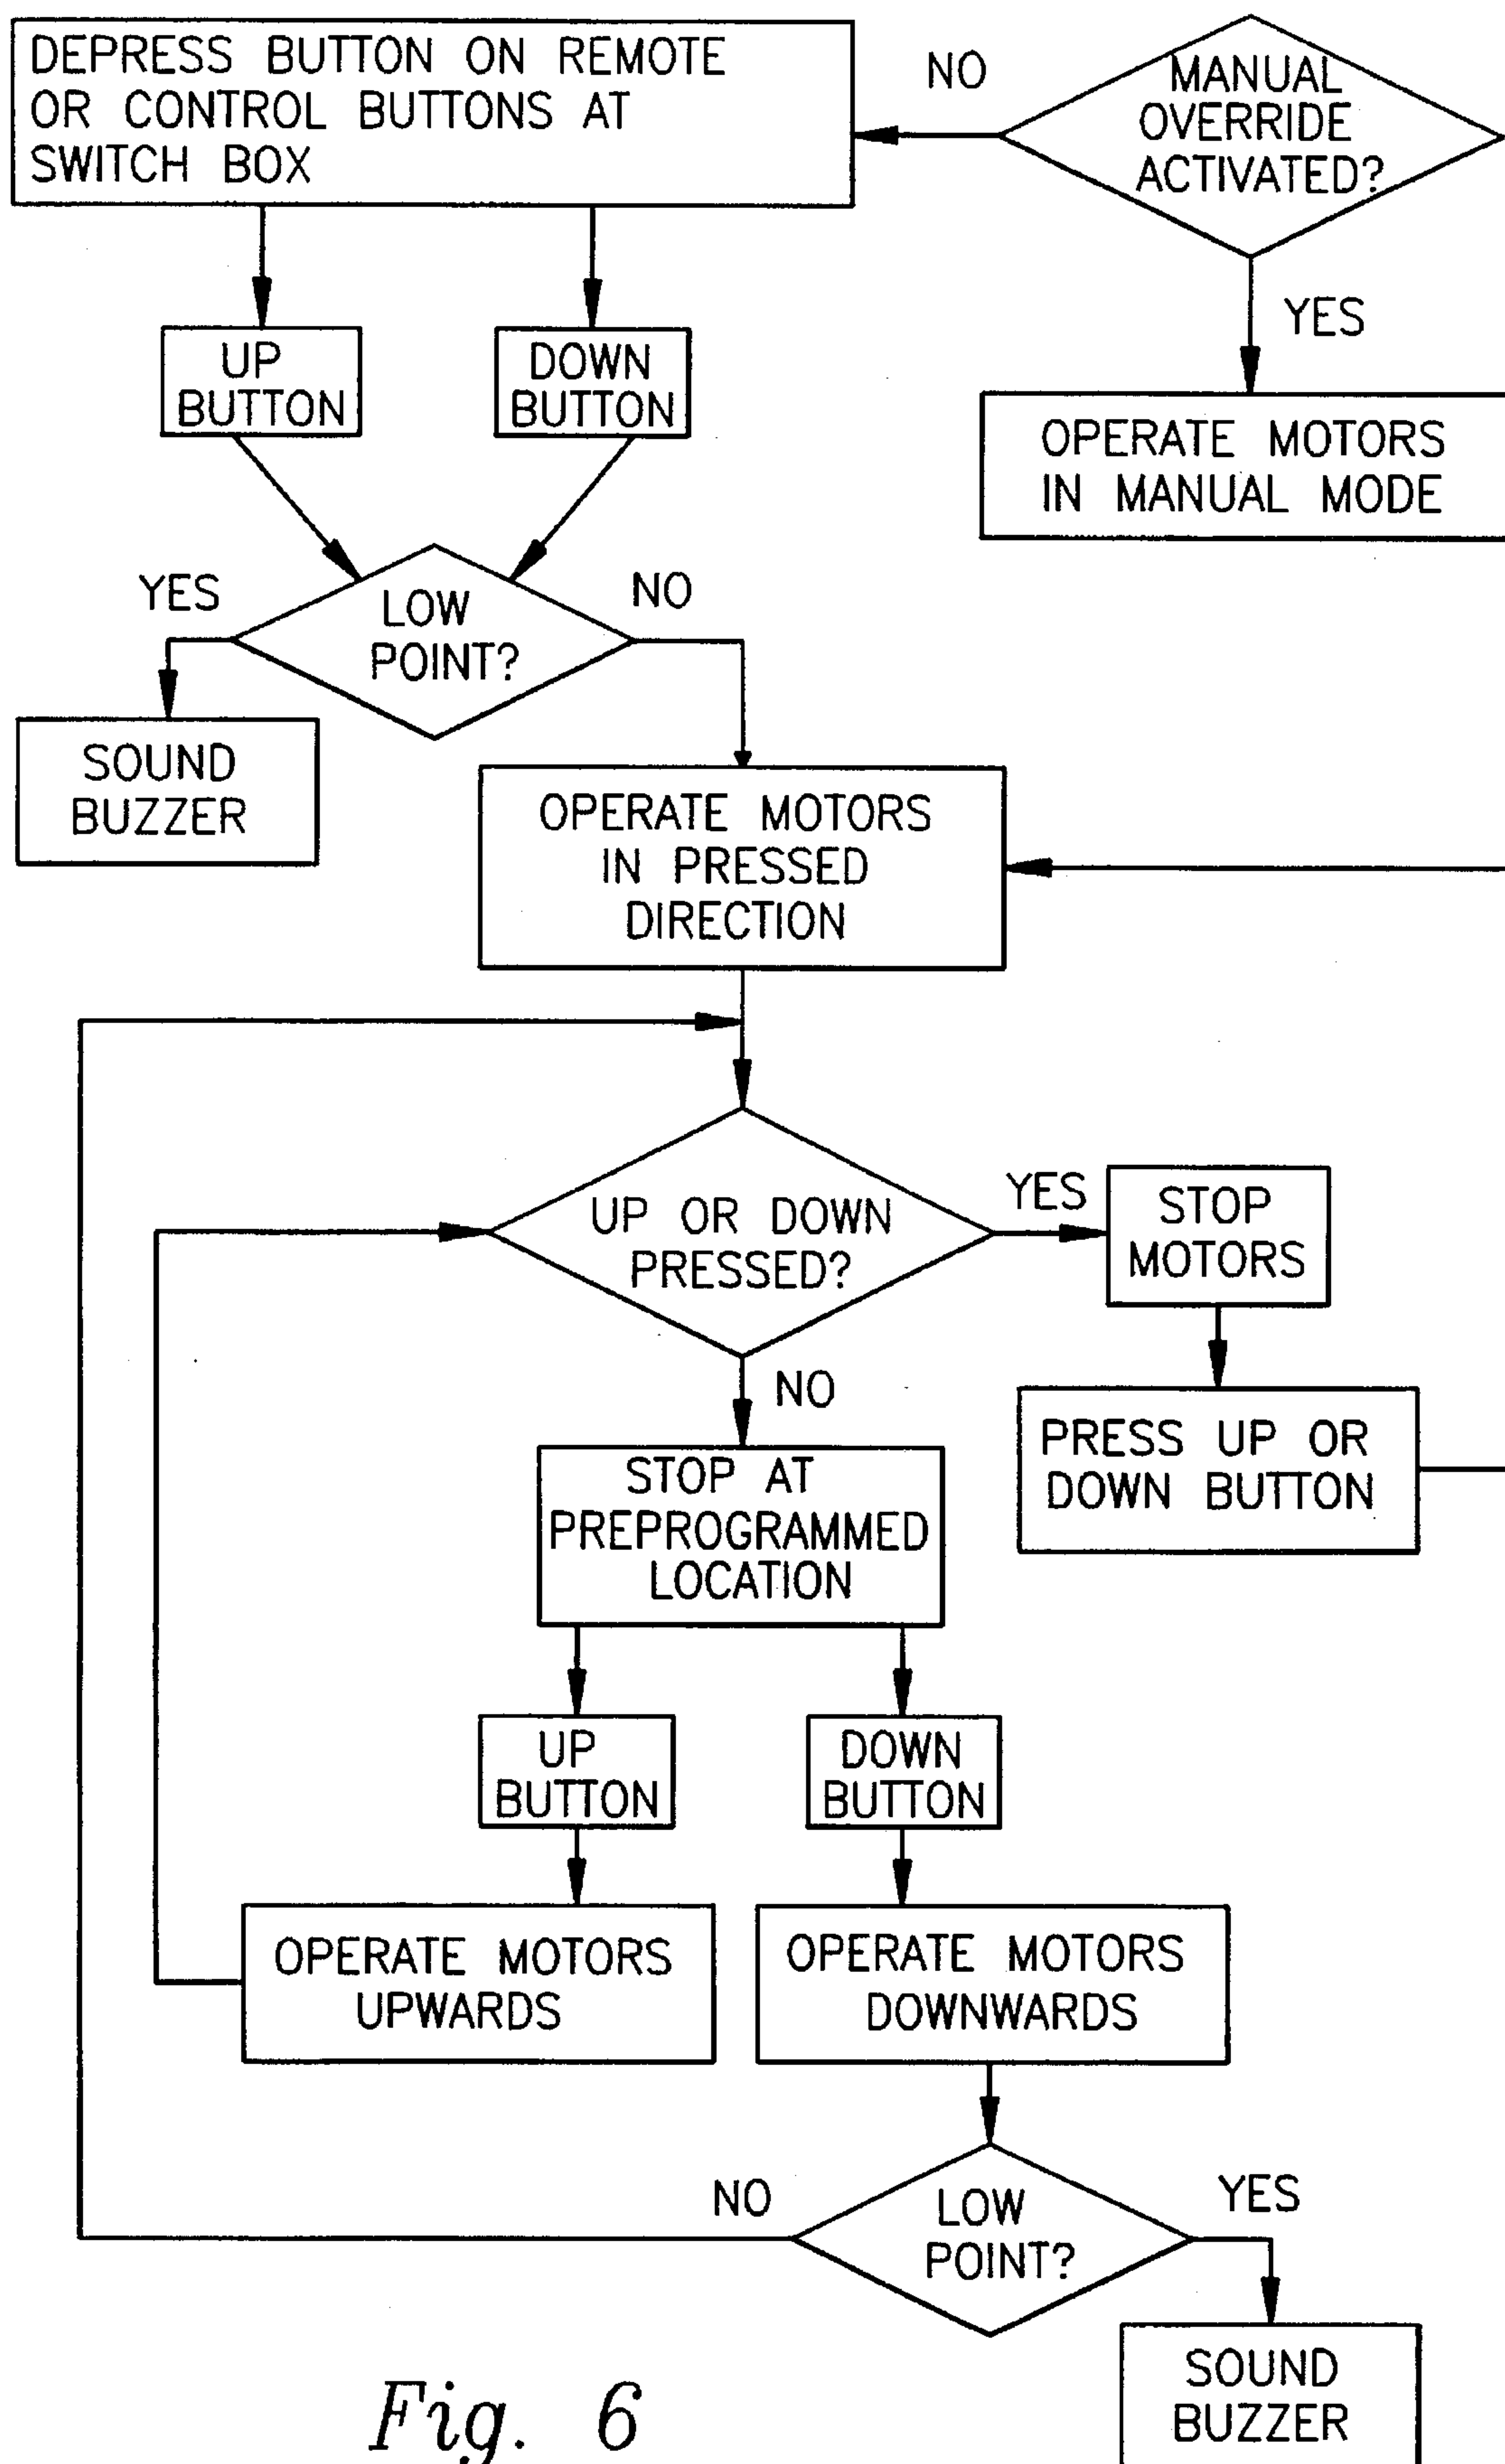 DEPRESS BUTTON ON REMOTE
OR CONTROL BUTTONS AT
SWITCH BOX
NO
MANUAL
OVERRIDE
ACTIVATED?
YES
UP
BUTTON
DOWN
BUTTON
OPERATE MOTORS
IN MANUAL MODE
YES
LOW
POINT?
NO
SOUND
BUZZER
OPERATE MOTORS
IN PRESSED
DIRECTION
UP OR DOWN
PRESSED?
YES
STOP
MOTORS
NO
PRESS UP OR
DOWN BUTTON
STOP AT
PREPROGRAMMED
LOCATION
UP
BUTTON
DOWN
BUTTON
OPERATE MOTORS
UPWARDS
OPERATE MOTORS
DOWNWARDS
NO
LOW
POINT?
YES
SOUND
BUZZER
Fig. 6